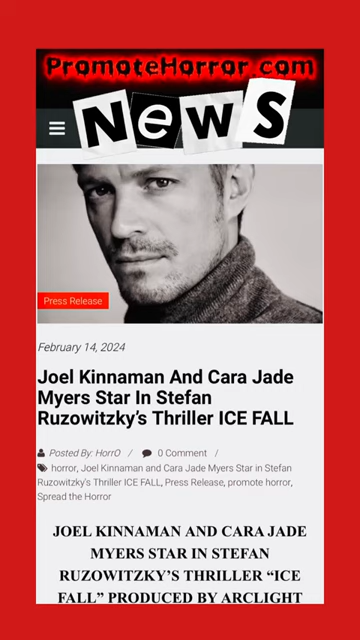 PromoteHorror.com
NeWS
Press Release
February 14, 2024
Joel Kinnaman And Cara Jade
Myers Star In Stefan
Ruzowitzky's Thriller ICE FALL
Posted By: HorrO / 0 Comment /
horror, Joel Kinnaman and Cara Jade Myers Star in Stefan
Ruzowitzky's Thriller ICE FALL, Press Release, promote horror,
Spread the Horror
JOEL KINNAMAN AND CARA JADE
MYERS STAR IN STEFAN
RUZOWITZKY'S THRILLER “ICE
FALL” PRODUCED BY ARCLIGHT